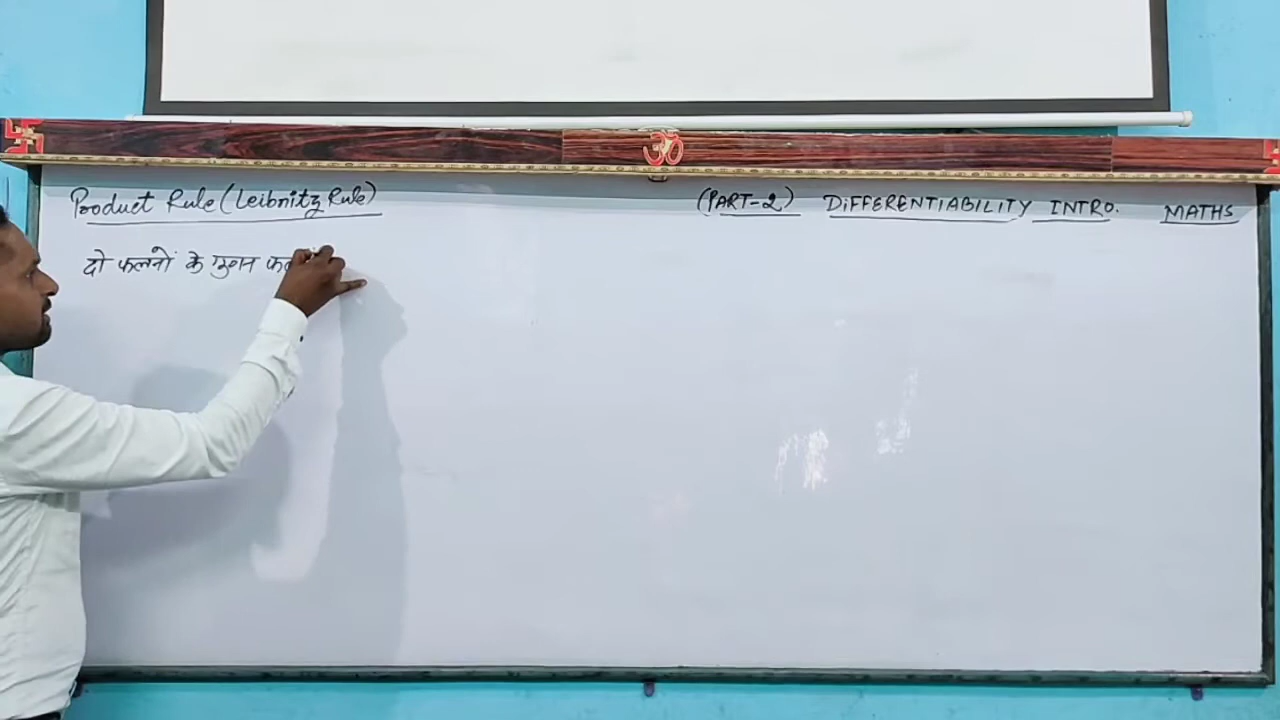 Product Rule (Leibnitz Rule)
(PART-2) DIFFERENTIABILITY INTRO. MATHS
दो फलनों के गुणन
ॐ